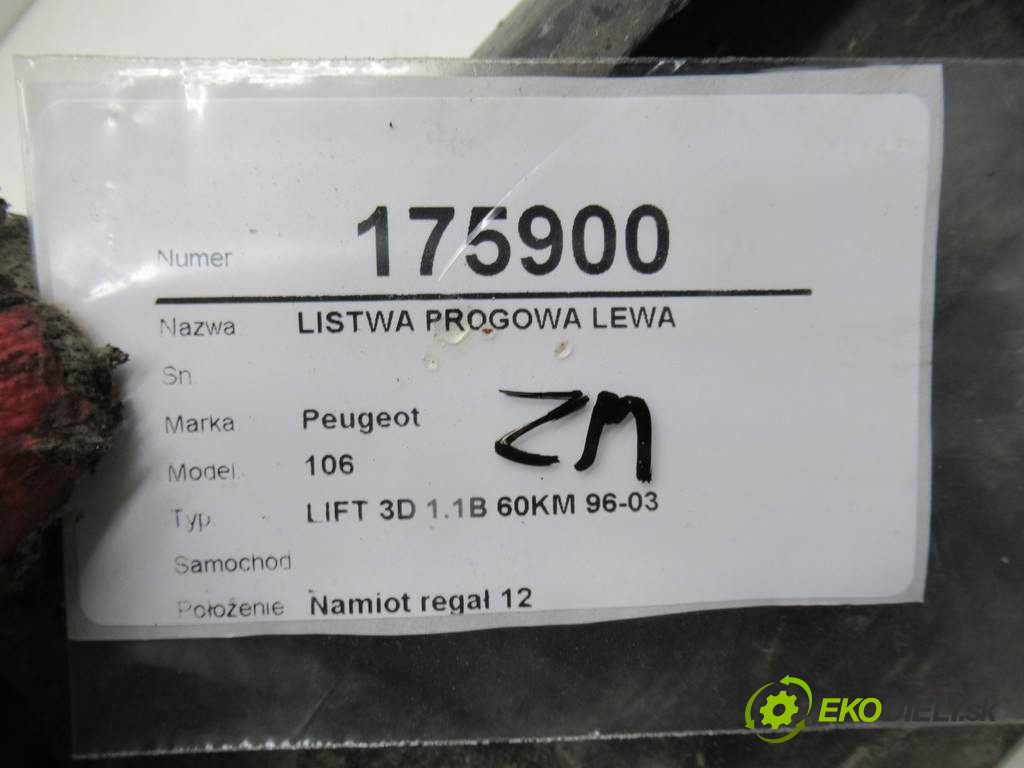 Numer 175900
Nazwa LISTWA PROGOWA LEWA
Sn.
Marka Peugeot
ZM
Model. 106
Typ. LIFT 3D 1.1B 60KM 96-03
Samochod
Położenie Namiot regał 12
EKODIELY.sk